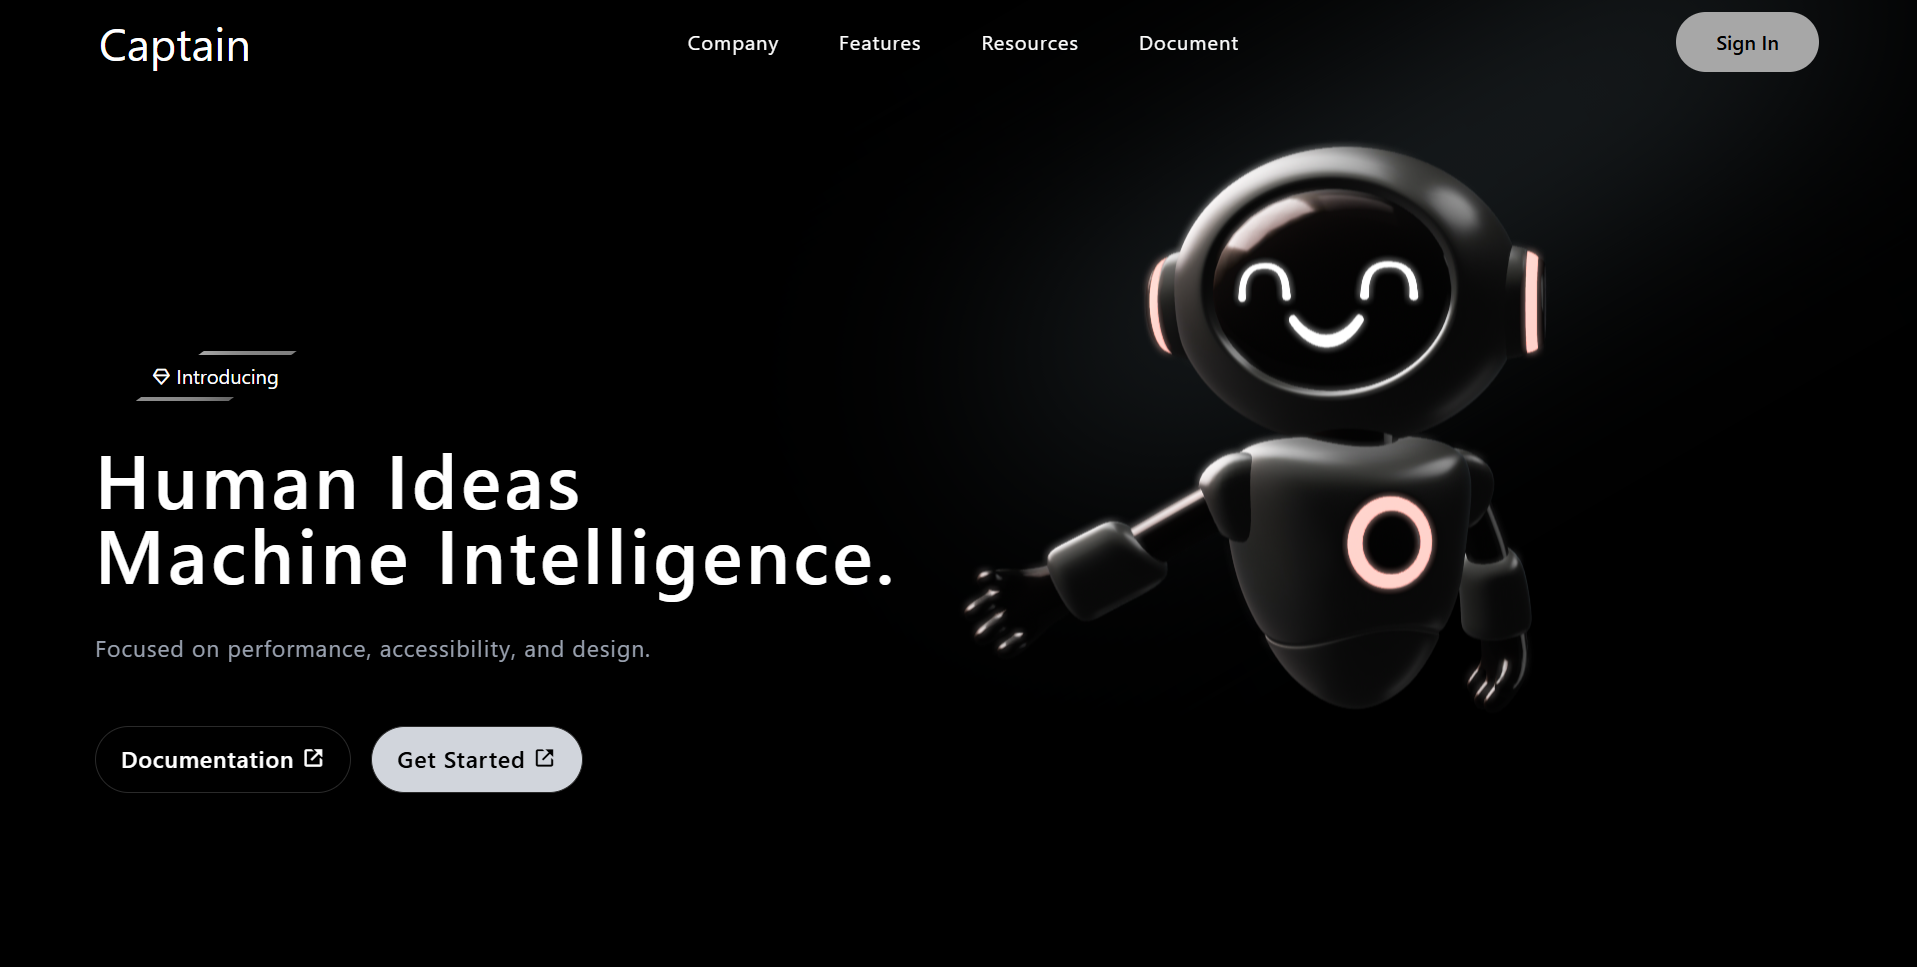 Captain
Company
Features
Resources
Document
Sign In
Introducing
Human Ideas
Machine Intelligence.
Focused on performance, accessibility, and design.
Documentation
Get Started